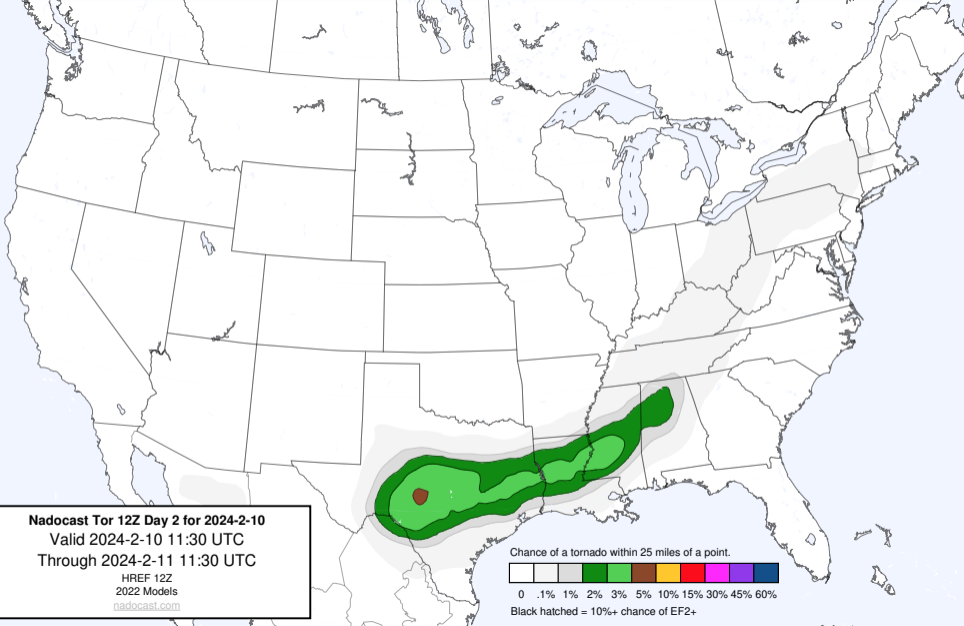 Nadocast Tor 12Z Day 2 for 2024-2-10
Valid 2024-2-10 11:30 UTC
Through 2024-2-11 11:30 UTC
HREF 12Z
2022 Models
nadocast.com
Chance of a tornado within 25 miles of a point.
0 .1% 1% 2% 3% 5% 10% 15% 30% 45% 60%
Black hatched = 10%+ chance of EF2+